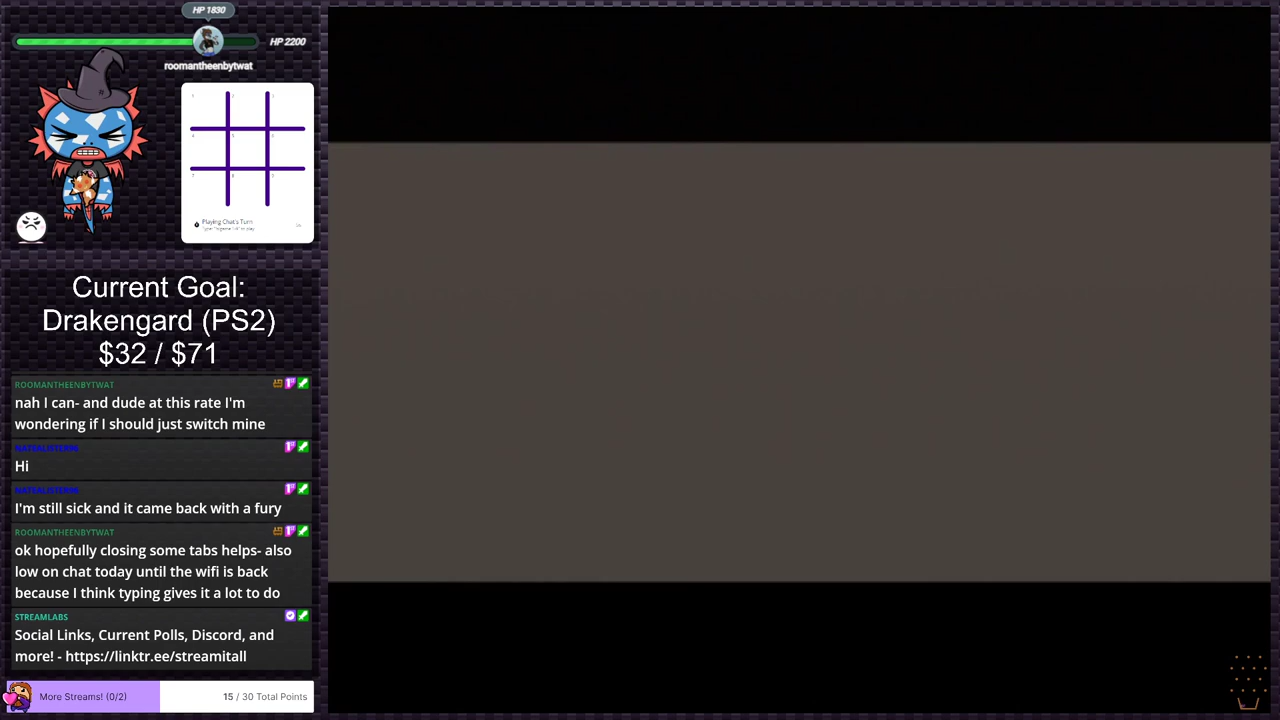 HP 1830
HP 2200
roomantheenbytwat
Playing Chat's Turn
Current Goal:
Drakengard (PS2)
$32 / $71
ROOMANTHEENBYTWAT
nah I can- and dude at this rate I'm
wondering if I should just switch mine
Hi
I'm still sick and it came back with a fury
ROOMANTHEENBYTWAT
ok hopefully closing some tabs helps- also
low on chat today until the wifi is back
because I think typing gives it a lot to do
STREAMLABS
Social Links, Current Polls, Discord, and
more! - https://linktr.ee/streamitall
More Streams! (0/2)
15 / 30 Total Points